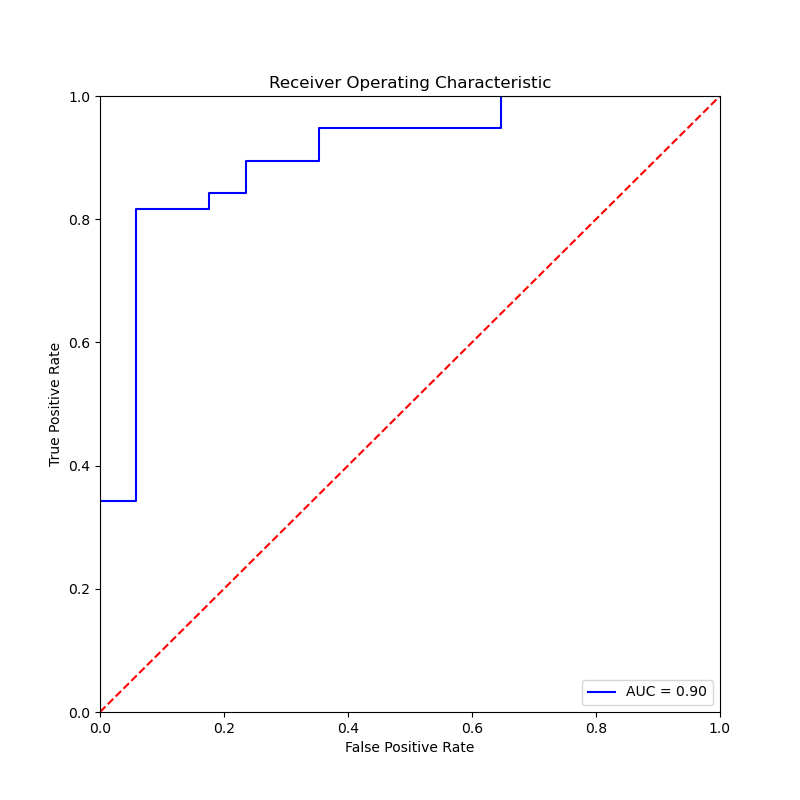 Receiver Operating Characteristic
1.0
0.8
0.6
0.4
0.2
0.0
True Positive Rate
AUC = 0.90
0.0 0.2 0.4 0.6 0.8 1.0
False Positive Rate